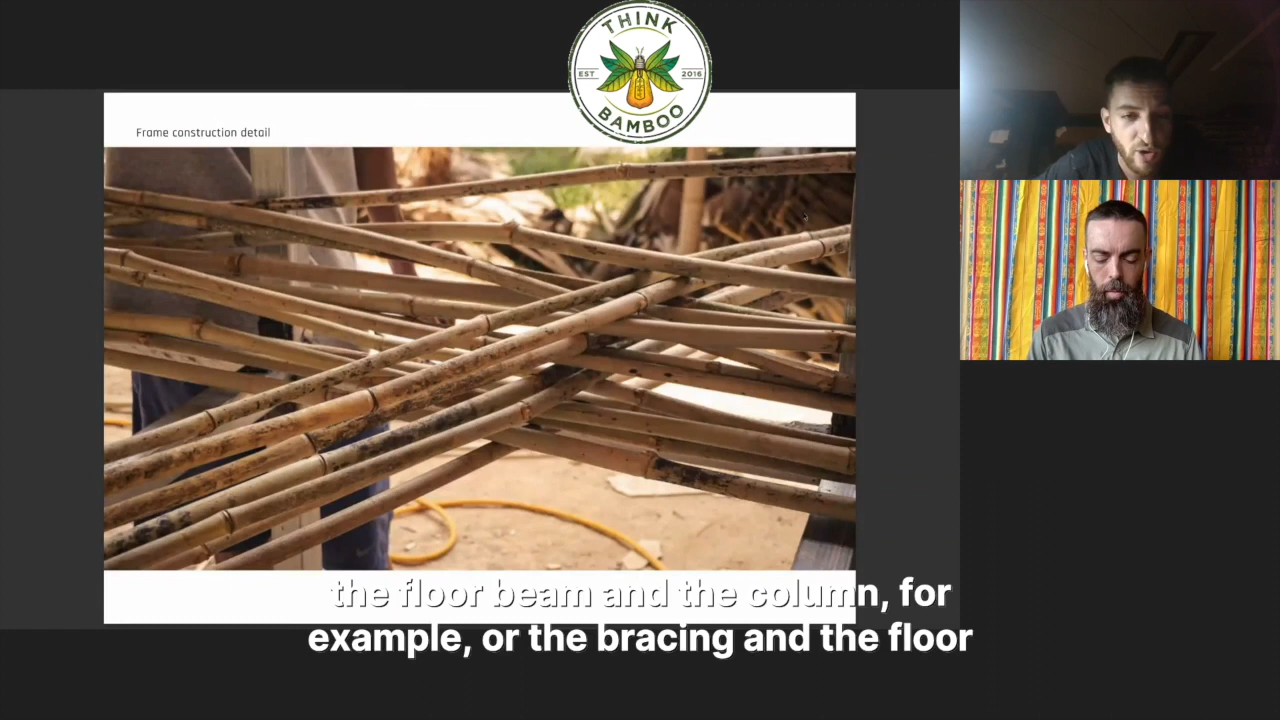 THINK
EST 2016
BAMBOO
Frame construction detail
the floor beam and the column, for
example, or the bracing and the floor